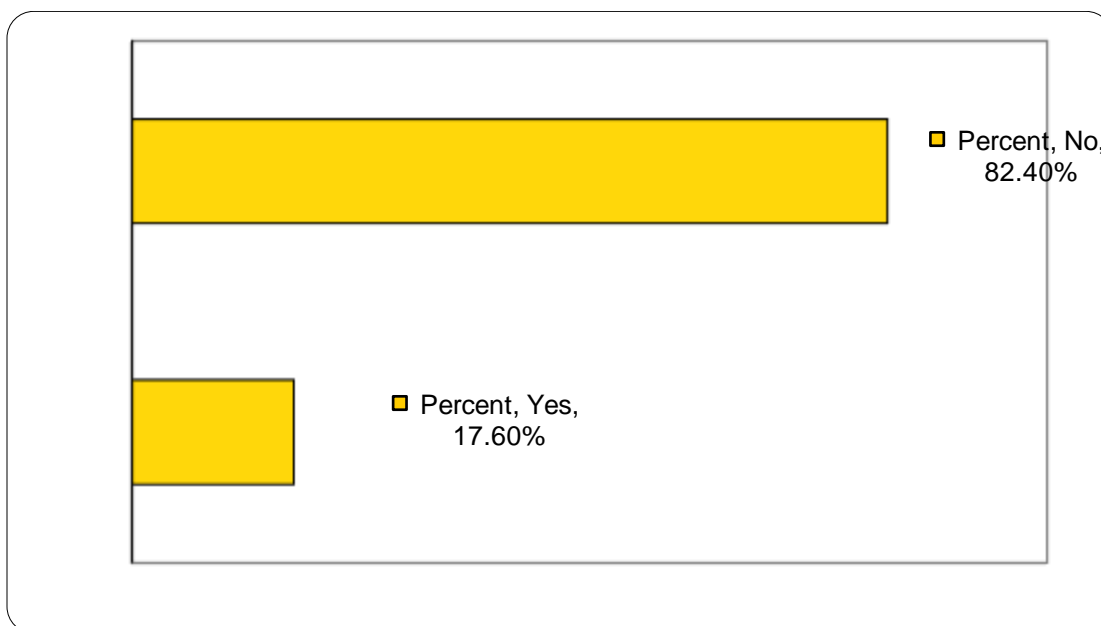 Percent, No,
82.40%
Percent, Yes,
17.60%